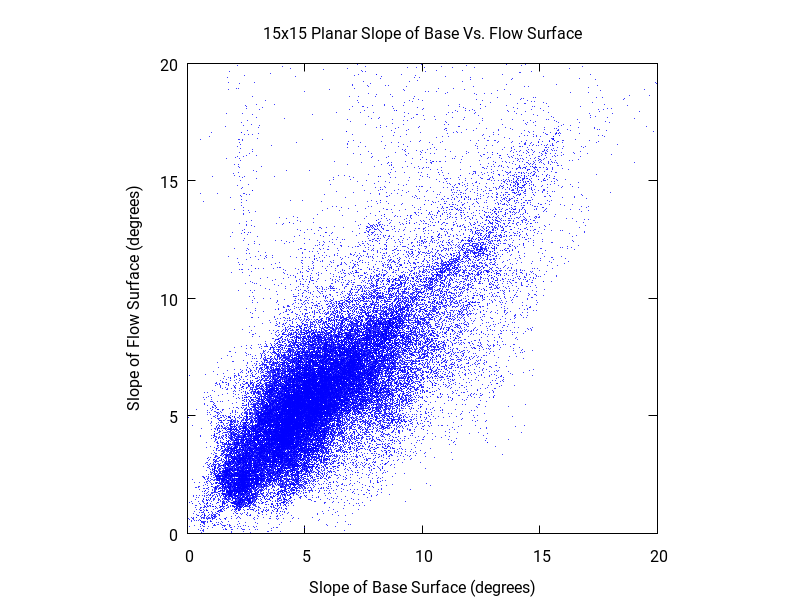 15x15 Planar Slope of Base Vs. Flow Surface
20
15
10
5
0
Slope of Flow Surface (degrees)
0 5 10 15 20
Slope of Base Surface (degrees)